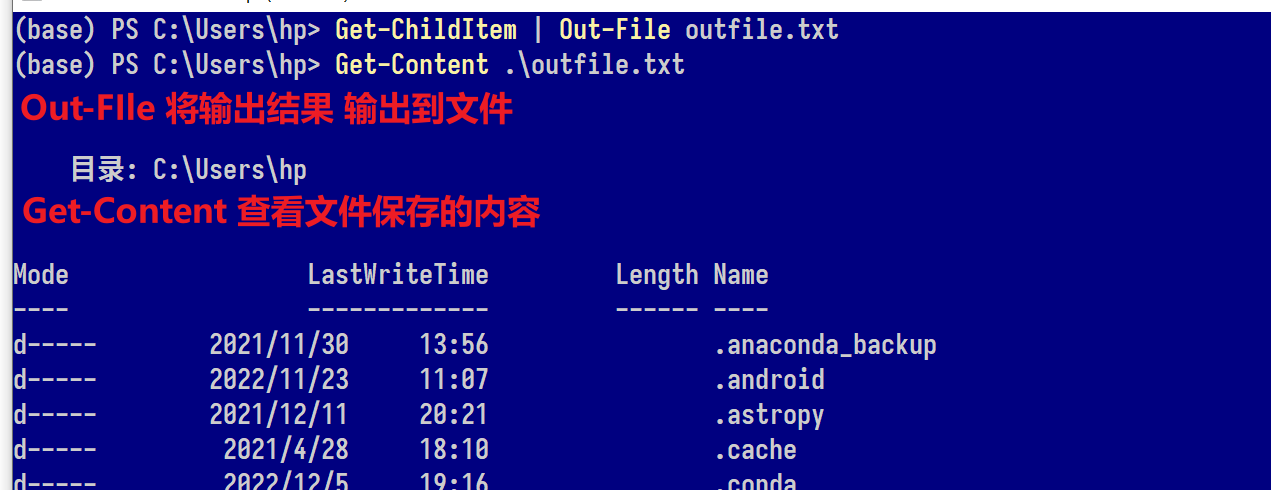 (base) PS C:\Users\hp> Get-ChildItem | Out-File outfile.txt
(base) PS C:\Users\hp> Get-Content .\outfile.txt
Out-FIle 将输出结果 输出到文件
目录: C:\Users\hp
Get-Content 查看文件保存的内容
Mode LastWriteTime Length Name
---- ------------- ------ ----
d----- 2021/11/30 13:56 .anaconda_backup
d----- 2022/11/23 11:07 .android
d----- 2021/12/11 20:21 .astropy
d----- 2021/4/28 18:10 .cache
d----- 2022/12/5 19:16 .conda